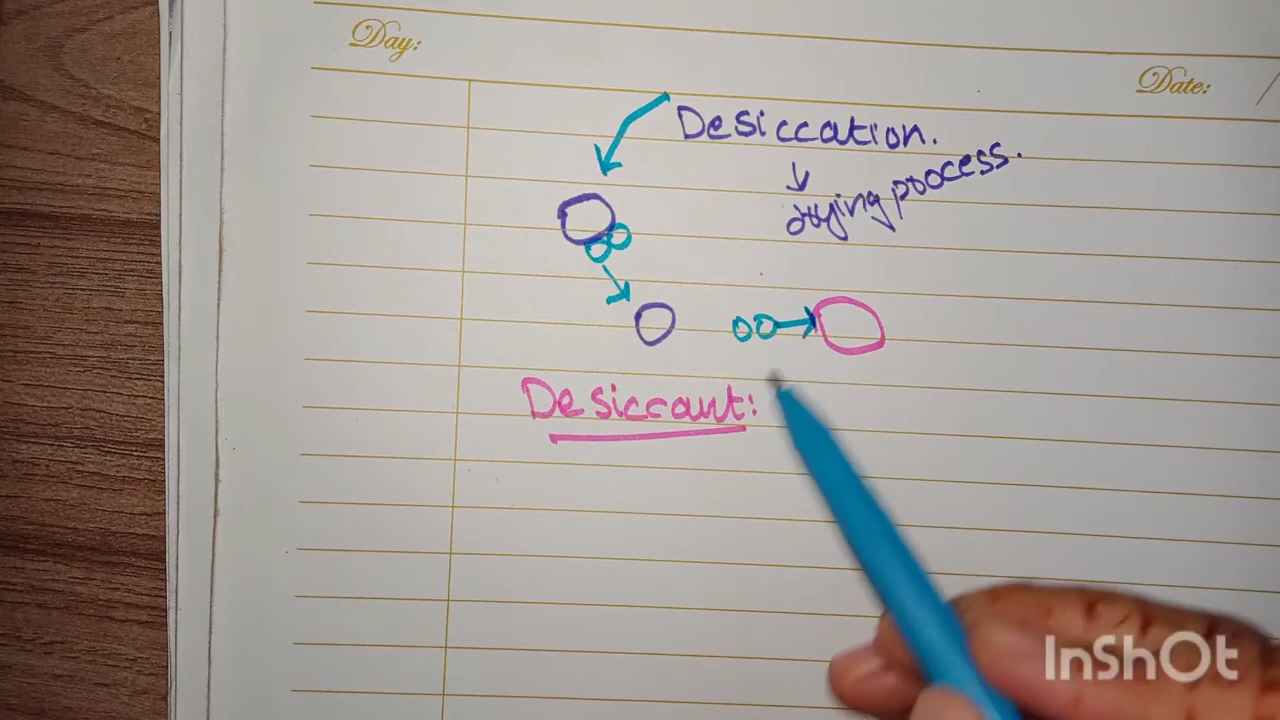 Day:
Date: /
Desiccation.
drying process.
Desiccant:
InShOt